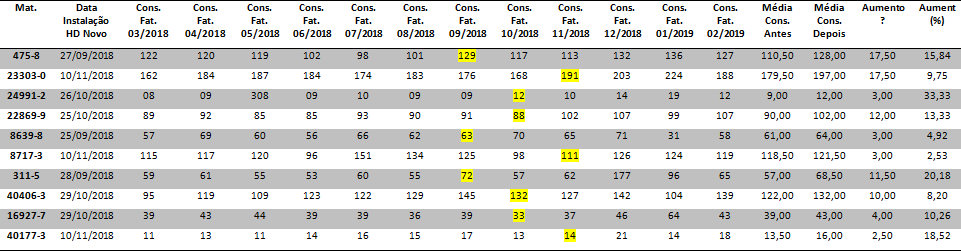 Mat. Data Instalação HD Novo Cons. Fat. 03/2018 Cons. Fat. 04/2018 Cons. Fat. 05/2018 Cons. Fat. 06/2018 Cons. Fat. 07/2018 Cons. Fat. 08/2018 Cons. Fat. 09/2018 Cons. Fat. 10/2018 Cons. Fat. 11/2018 Cons. Fat. 12/2018 Cons. Fat. 01/2019 Cons. Fat. 02/2019 Média Cons. Antes Média Cons. Depois Aumento ? Aument (%)
475-8 27/09/2018 122 120 119 102 98 101 129 117 113 132 136 127 110,50 128,00 17,50 15,84
23303-0 10/11/2018 162 184 187 184 174 183 176 168 191 203 224 188 179,50 197,00 17,50 9,75
24991-2 26/10/2018 08 09 308 09 10 09 09 12 10 14 19 12 9,00 12,00 3,00 33,33
22869-9 25/10/2018 89 92 85 85 93 90 91 88 102 107 99 107 90,00 102,00 12,00 13,33
8639-8 25/09/2018 57 69 60 56 66 62 63 70 65 71 31 58 61,00 64,00 3,00 4,92
8717-3 10/11/2018 115 117 120 96 151 134 125 98 111 126 124 119 118,50 121,50 3,00 2,53
311-5 28/09/2018 59 61 55 53 60 55 72 57 62 177 96 65 57,00 68,50 11,50 20,18
40406-3 29/10/2018 95 119 109 123 122 129 145 132 127 142 104 139 122,00 132,00 10,00 8,20
16927-7 29/10/2018 39 43 44 39 39 36 39 33 37 46 64 43 39,00 43,00 4,00 10,26
40177-3 10/11/2018 11 13 11 14 16 15 17 13 14 21 14 18 13,50 16,00 2,50 18,52